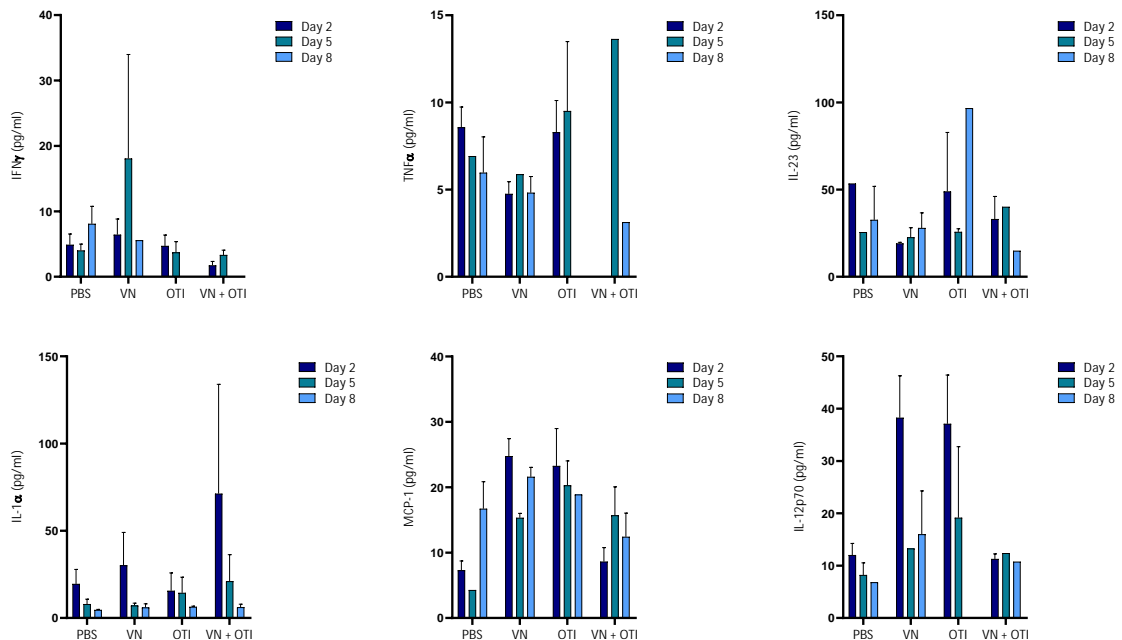 IFNγ (pg/ml)
40
30
20
10
0
PBS VN OTI VN + OTI
Day 2
Day 5
Day 8
TNFα (pg/ml)
15
10
5
0
PBS VN OTI VN + OTI
Day 2
Day 5
Day 8
IL-23 (pg/ml)
150
100
50
0
PBS VN OTI VN + OTI
Day 2
Day 5
Day 8
IL-1α (pg/ml)
150
100
50
0
PBS VN OTI VN + OTI
Day 2
Day 5
Day 8
MCP-1 (pg/ml)
40
30
20
10
0
PBS VN OTI VN + OTI
Day 2
Day 5
Day 8
IL-12p70 (pg/ml)
50
40
30
20
10
0
PBS VN OTI VN + OTI
Day 2
Day 5
Day 8